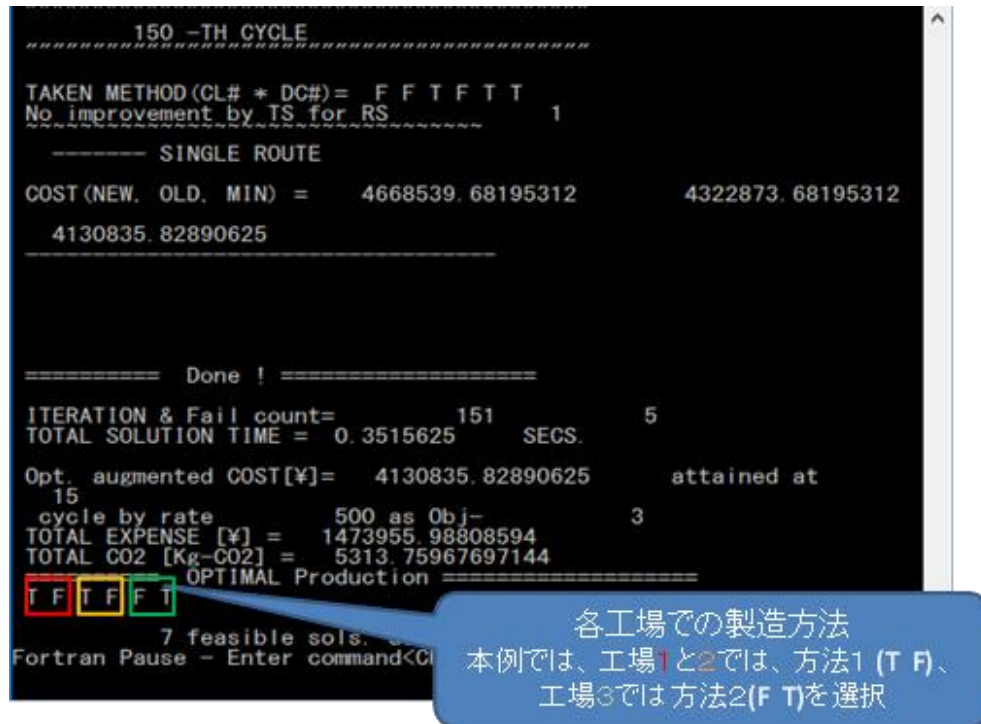 150 -TH CYCLE
TAKEN METHOD(CL# * DC#)= F F T F T T
No improvement by TS for RS 1
------- SINGLE ROUTE
COST(NEW, OLD, MIN) = 4668539.68195312 4322873.68195312
4130835.82890625
----------------------------------
========== Done ! ===================
ITERATION & Fail count= 151 5
TOTAL SOLUTION TIME = 0.3515625 SECS.
Opt. augmented COST[¥]= 4130835.82890625 attained at
15
cycle by rate 500 as Obj- 3
TOTAL EXPENSE [¥] = 1473955.98808594
TOTAL CO2 [Kg-CO2] = 5313.75967697144
========== OPTIMAL Production ===================
T F T F F T
7 feasible sols.
Fortran Pause - Enter command<C
各工場での製造方法
本例では、工場1と2では、方法1 (T F)、
工場3では方法2(F T)を選択